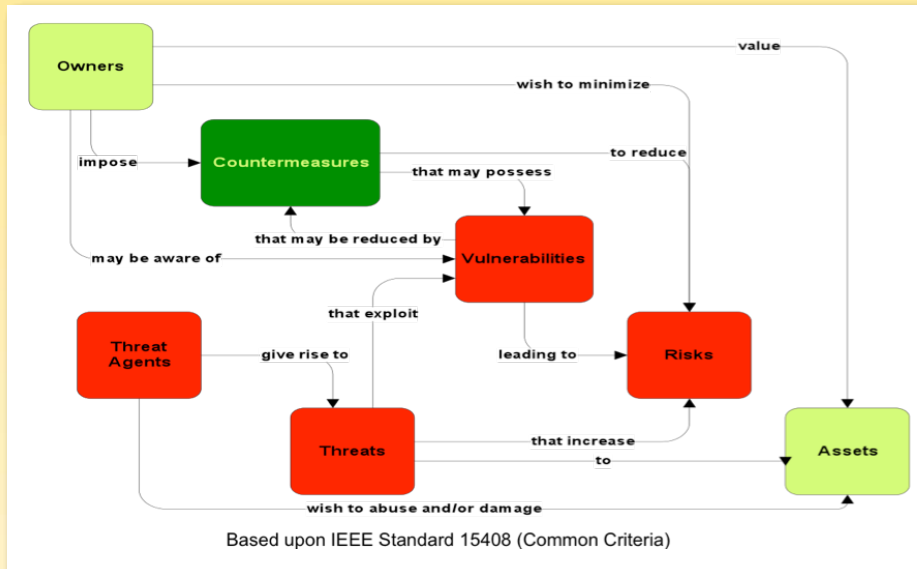 Owners
value
wish to minimize
impose
Countermeasures
to reduce
that may possess
that may be reduced by
may be aware of
Vulnerabilities
that exploit
Threat
Agents
give rise to
leading to
Risks
Threats
that increase
to
Assets
wish to abuse and/or damage
Based upon IEEE Standard 15408 (Common Criteria)